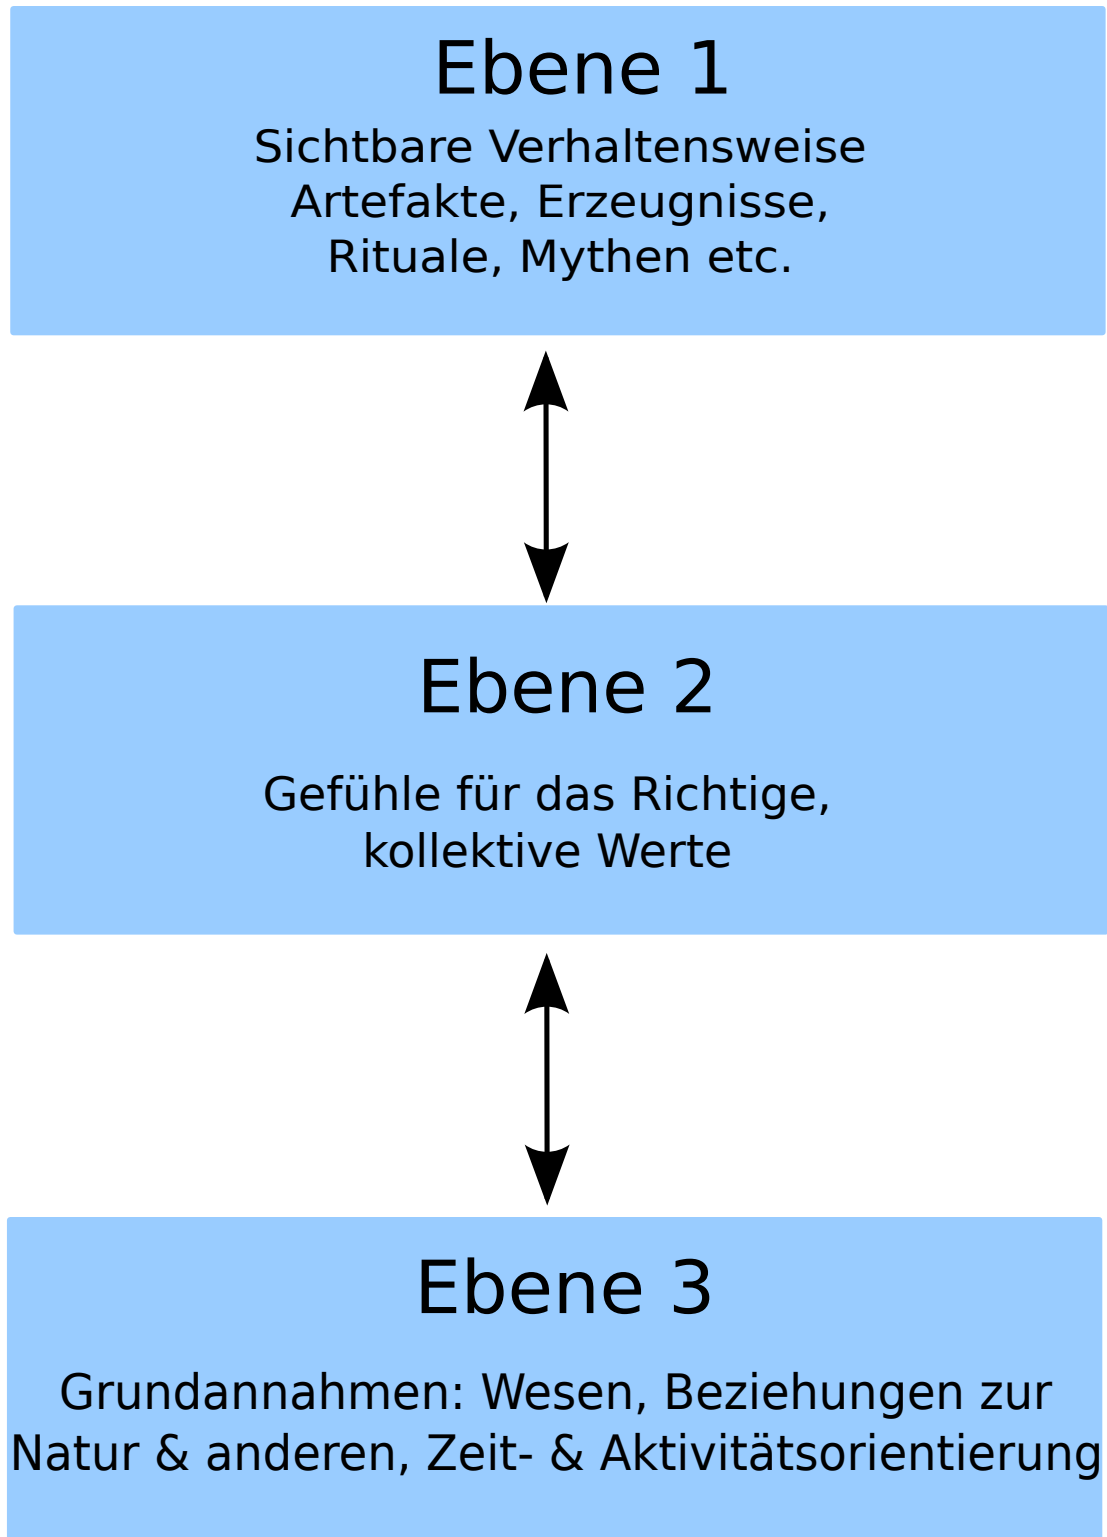 Ebene 1
Sichtbare Verhaltensweise
Artefakte, Erzeugnisse,
Rituale, Mythen etc.
Ebene 2
Gefühle für das Richtige,
kollektive Werte
Ebene 3
Grundannahmen: Wesen, Beziehungen zur
Natur & anderen, Zeit- & Aktivitätsorientierung